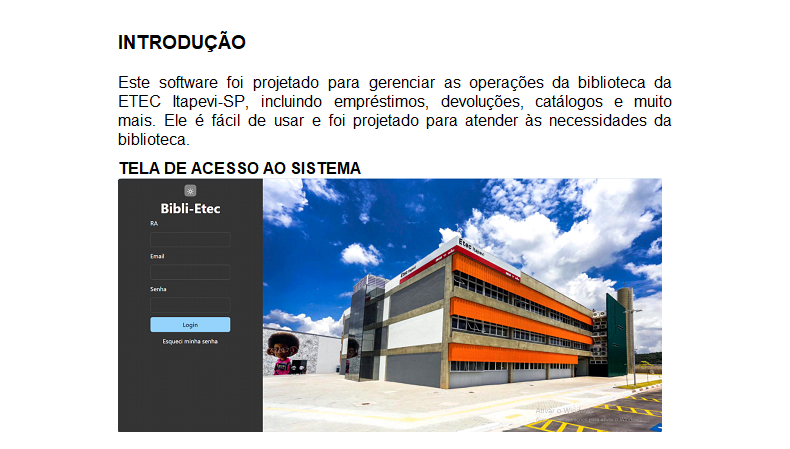 INTRODUÇÃO
Este software foi projetado para gerenciar as operações da biblioteca da
ETEC Itapevi-SP, incluindo empréstimos, devoluções, catálogos e muito
mais. Ele é fácil de usar e foi projetado para atender às necessidades da
biblioteca.
TELA DE ACESSO AO SISTEMA
Bibli-Etec
RA
Email
Senha
Login
Esqueci minha senha
Etec Itapevi
Ativar o Windows